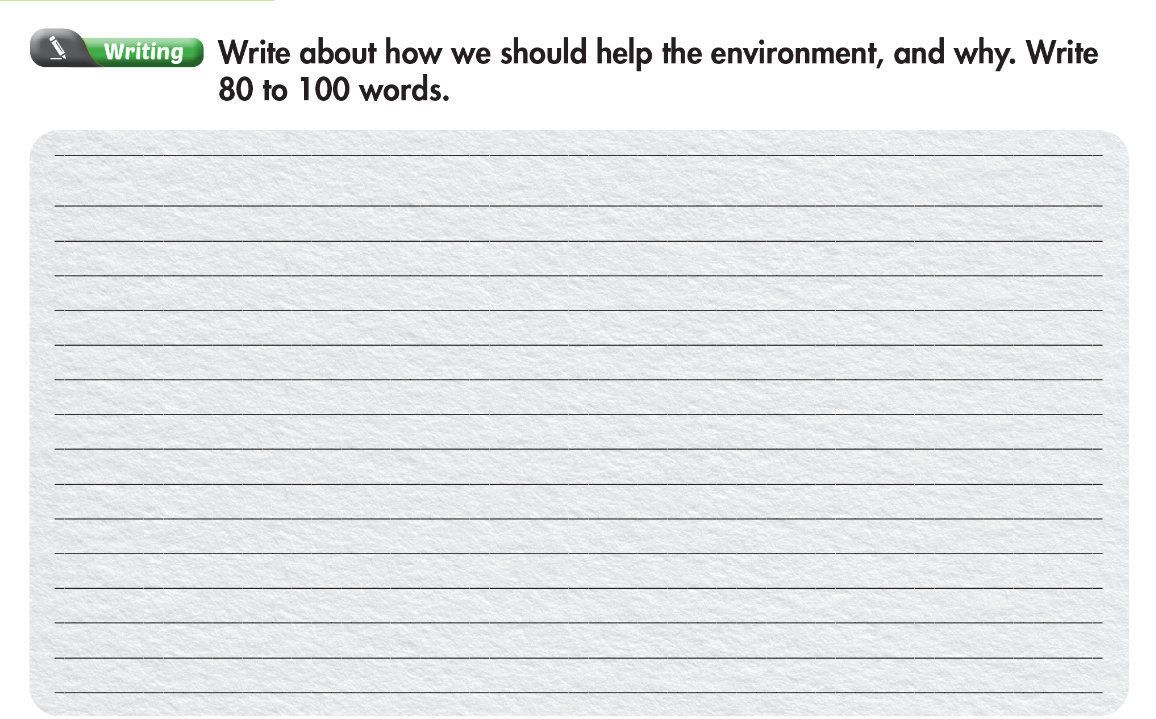 Writing Write about how we should help the environment, and why. Write
80 to 100 words.